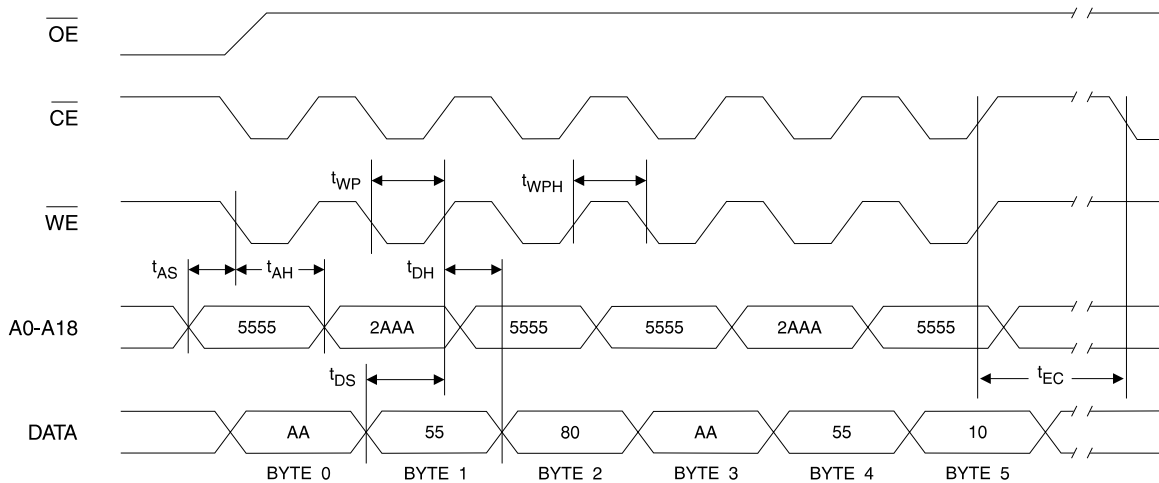 OE
CE
tWP
tWPH
WE
tAS
tAH
tDH
A0-A18
5555
2AAA
5555
5555
2AAA
5555
tDS
tEC
DATA
AA
55
80
AA
55
10
BYTE 0
BYTE 1
BYTE 2
BYTE 3
BYTE 4
BYTE 5